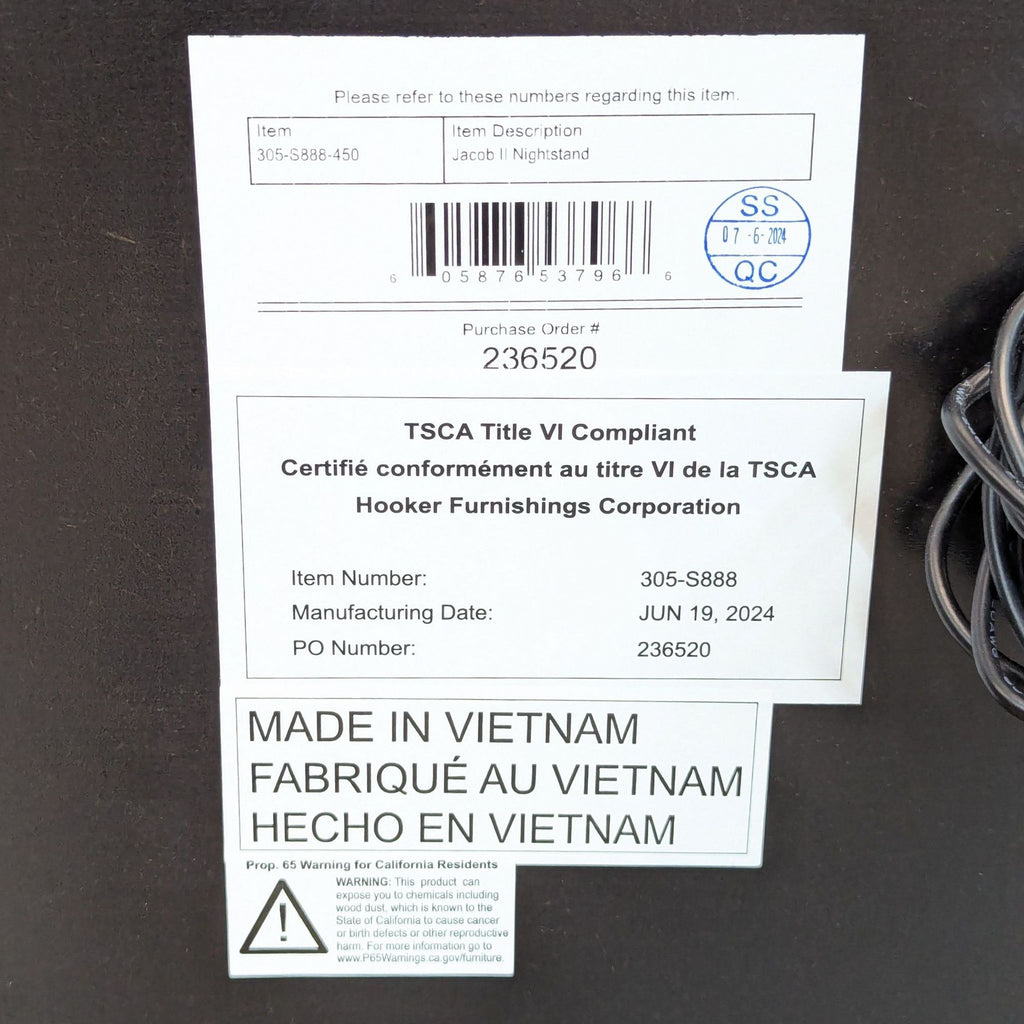 Please refer to these numbers regarding this item.
Item
305-S888-450
Item Description
Jacob II Nightstand
6 05876 53796 6
SS
07 -6- 2024
QC
Purchase Order #
236520
TSCA Title VI Compliant
Certifié conformément au titre VI de la TSCA
Hooker Furnishings Corporation
Item Number: 305-S888
Manufacturing Date: JUN 19, 2024
PO Number: 236520
MADE IN VIETNAM
FABRIQUÉ AU VIETNAM
HECHO EN VIETNAM
Prop. 65 Warning for California Residents
WARNING: This product can
expose you to chemicals including
wood dust, which is known to the
State of California to cause cancer
or birth defects or other reproductive
harm. For more information go to
www.P65Warnings.ca.gov/furniture.